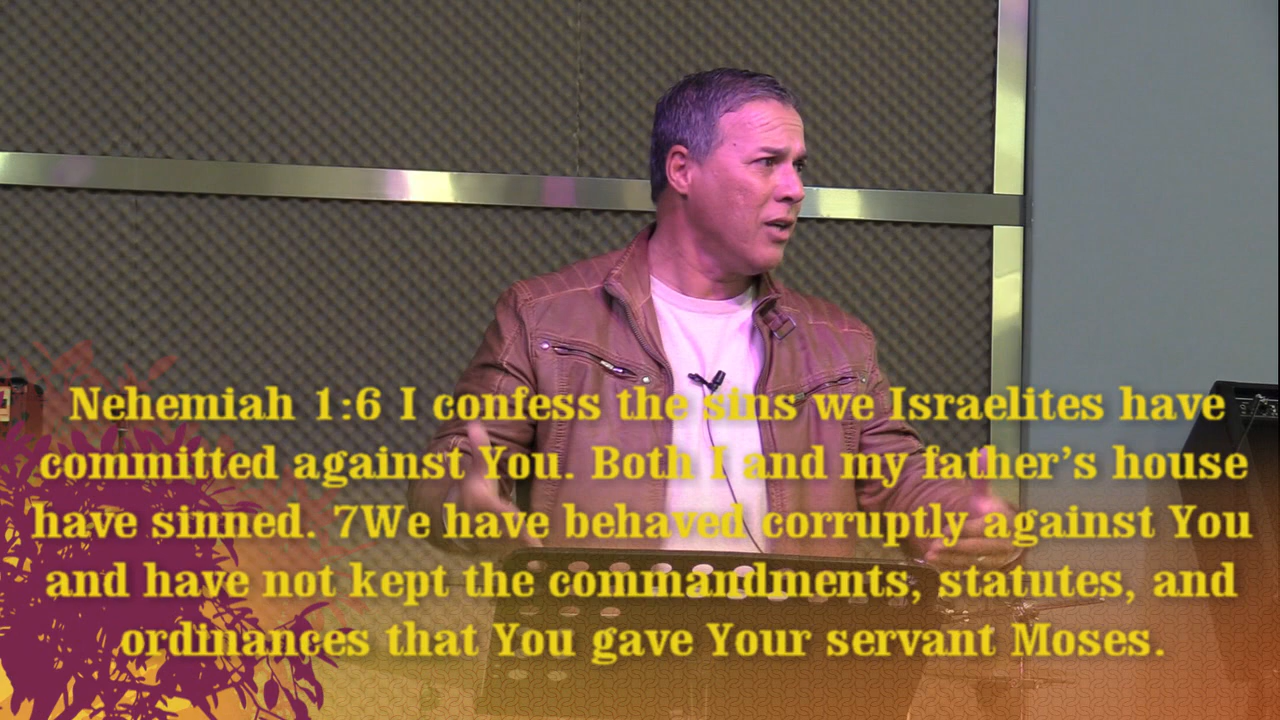 Nehemiah 1:6 I confess the sins we Israelites have
committed against You. Both I and my father’s house
have sinned. 7We have behaved corruptly against You
and have not kept the commandments, statutes, and
ordinances that You gave Your servant Moses.